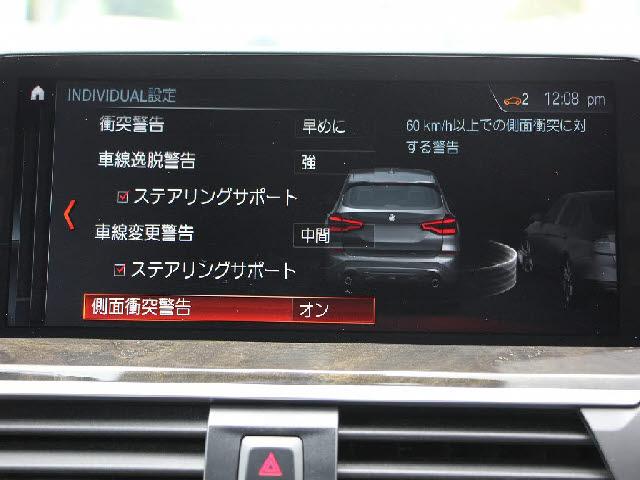 INDIVIDUAL設定
2 12:08 pm
衝突警告 早めに
車線逸脱警告 強
ステアリングサポート
車線変更警告 中間
ステアリングサポート
側面衝突警告 オン
60 km/h以上での側面衝突に対
する警告